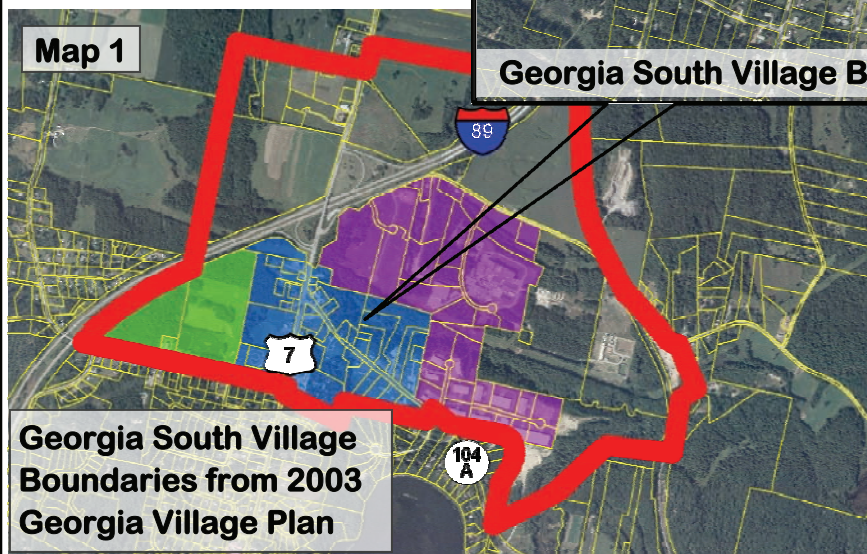 Map 1
Georgia South Village B
89
7
104
A
Georgia South Village
Boundaries from 2003
Georgia Village Plan